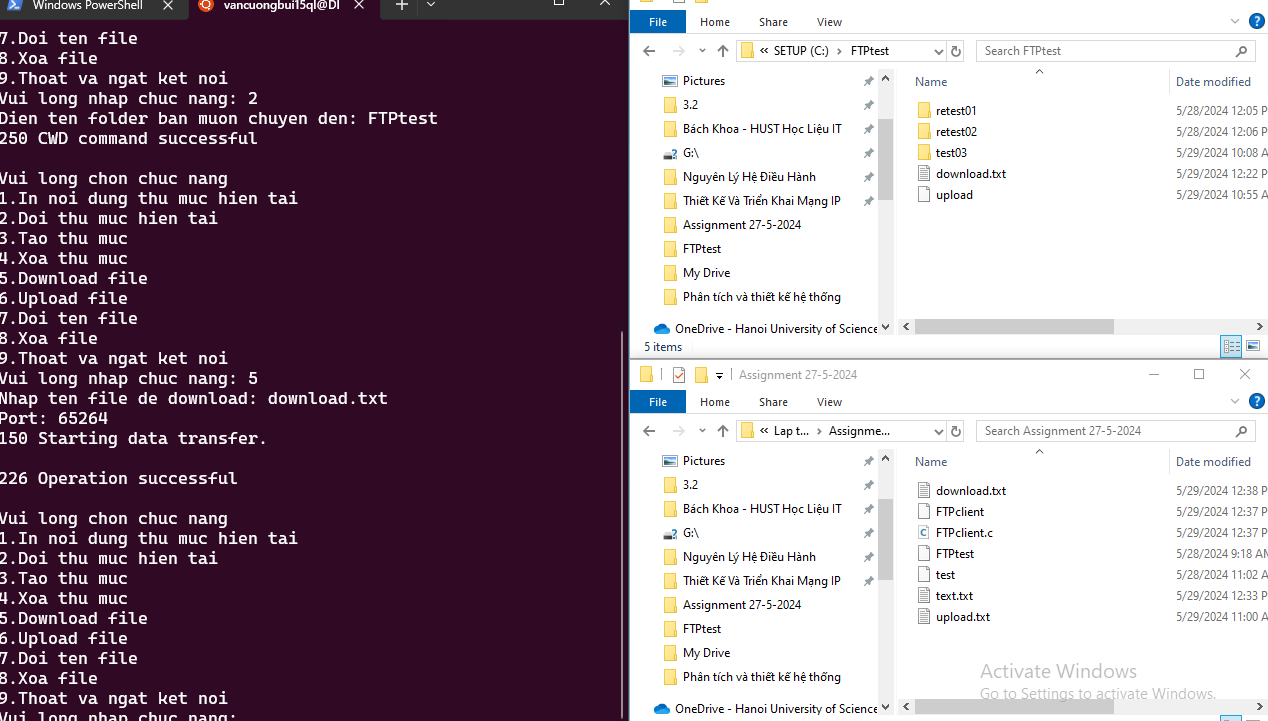 Windows PowerShell
vancuongbui15ql@DI
7.Doi ten file
8.Xoa file
9.Thoat va ngat ket noi
Vui long nhap chuc nang: 2
Dien ten folder ban muon chuyen den: FTPtest
250 CWD command successful
Vui long chon chuc nang
1.In noi dung thu muc hien tai
2.Doi thu muc hien tai
3.Tao thu muc
4.Xoa thu muc
5.Download file
6.Upload file
7.Doi ten file
8.Xoa file
9.Thoat va ngat ket noi
Vui long nhap chuc nang: 5
Nhap ten file de download: download.txt
Port: 65264
150 Starting data transfer.
226 Operation successful
Vui long chon chuc nang
1.In noi dung thu muc hien tai
2.Doi thu muc hien tai
3.Tao thu muc
4.Xoa thu muc
5.Download file
6.Upload file
7.Doi ten file
8.Xoa file
9.Thoat va ngat ket noi
Vui long nhap chuc nang:
File Home Share View
« SETUP (C:) › FTPtest
Search FTPtest
Pictures
3.2
Bách Khoa - HUST Học Liệu IT
G:\
Nguyên Lý Hệ Điều Hành
Thiết Kế Và Triển Khai Mạng IP
Assignment 27-5-2024
FTPtest
My Drive
Phân tích và thiết kế hệ thống
OneDrive - Hanoi University of Science
Name Date modified
retest01 5/28/2024 12:05 P
retest02 5/28/2024 12:06 P
test03 5/29/2024 10:08 A
download.txt 5/29/2024 12:22 P
upload 5/29/2024 10:55 A
5 items
Assignment 27-5-2024
File Home Share View
« Lap t... › Assignme...
Search Assignment 27-5-2024
Pictures
3.2
Bách Khoa - HUST Học Liệu IT
G:\
Nguyên Lý Hệ Điều Hành
Thiết Kế Và Triển Khai Mạng IP
Assignment 27-5-2024
FTPtest
My Drive
Phân tích và thiết kế hệ thống
OneDrive - Hanoi University of Science
Name Date modified
download.txt 5/29/2024 12:38 P
FTPclient 5/29/2024 12:37 P
FTPclient.c 5/29/2024 12:37 P
FTPtest 5/28/2024 9:18 AM
test 5/28/2024 11:02 A
text.txt 5/29/2024 12:33 P
upload.txt 5/29/2024 11:00 A
Activate Windows
Go to Settings to activate Windows.